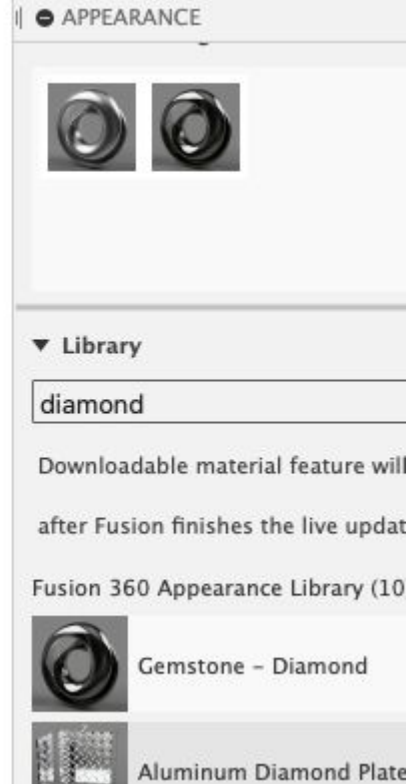 APPEARANCE
Library
diamond
Downloadable material feature will
after Fusion finishes the live updat
Fusion 360 Appearance Library (10
Gemstone – Diamond
Aluminum Diamond Plate